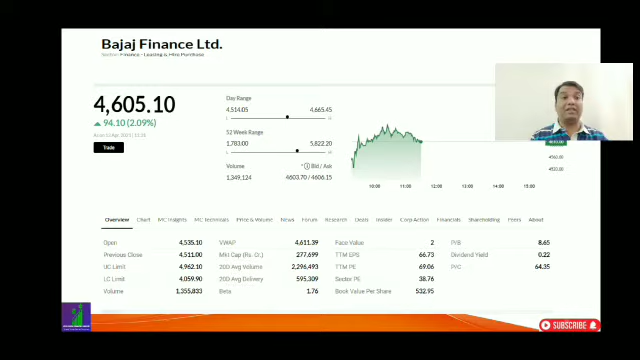 Bajaj Finance Ltd.
Sector: Finance - Leasing & Hire Purchase
4,605.10
94.10 (2.09%)
Trade
Day Range
4,514.05 4,665.45
L H
52 Week Range
1,783.00 5,822.20
L H
Volume Bid / Ask
1,349,124 4603.70 / 4606.15
10:00 11:00 12:00 13:00 14:00 15:00
4560.00
4520.00
Overview Chart MC Insights MC Technicals Price & Volume News Forum Research Deals Insider Corp Action Financials Shareholding Peers About
Open 4,535.10 VWAP 4,611.39 Face Value 2 P/B 8.65
Previous Close 4,511.00 Mkt Cap (Rs. Cr.) 277,699 TTM EPS 66.73 Dividend Yield 0.22
UC Limit 4,962.10 20D Avg Volume 2,296,493 TTM PE 69.06 P/C 64.35
LC Limit 4,059.90 20D Avg Delivery 595,309 Sector PE 38.76
Volume 1,355,833 Beta 1.76 Book Value Per Share 532.95
SUBSCRIBE